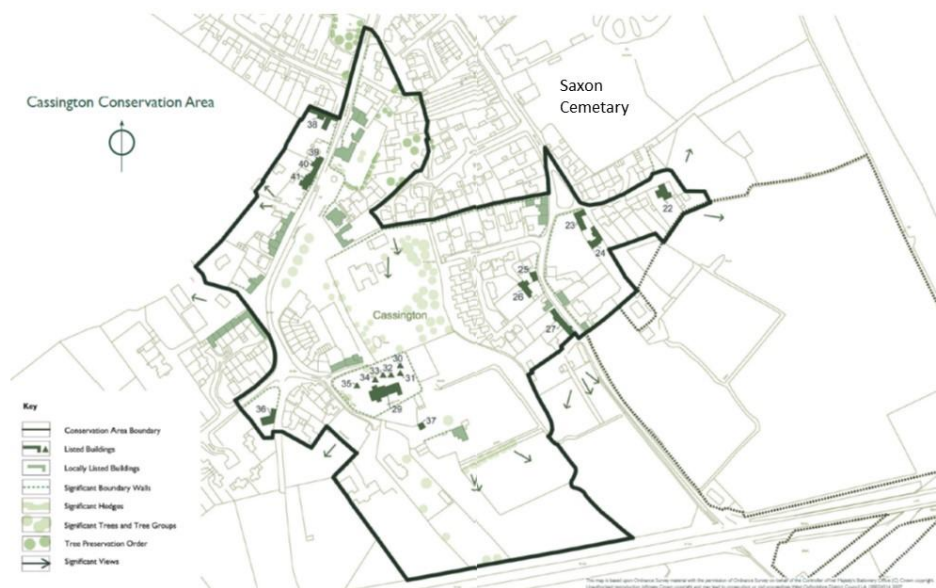 Cassington Conservation Area
Saxon
Cemetary
38
39
40
41
22
23
24
25
26
27
Cassington
30
33 32
34
35
31
29
36
37
Key
Conservation Area Boundary
Listed Buildings
Locally Listed Buildings
Significant Boundary Walls
Significant Hedges
Significant Trees and Tree Groups
Tree Preservation Order
Significant Views